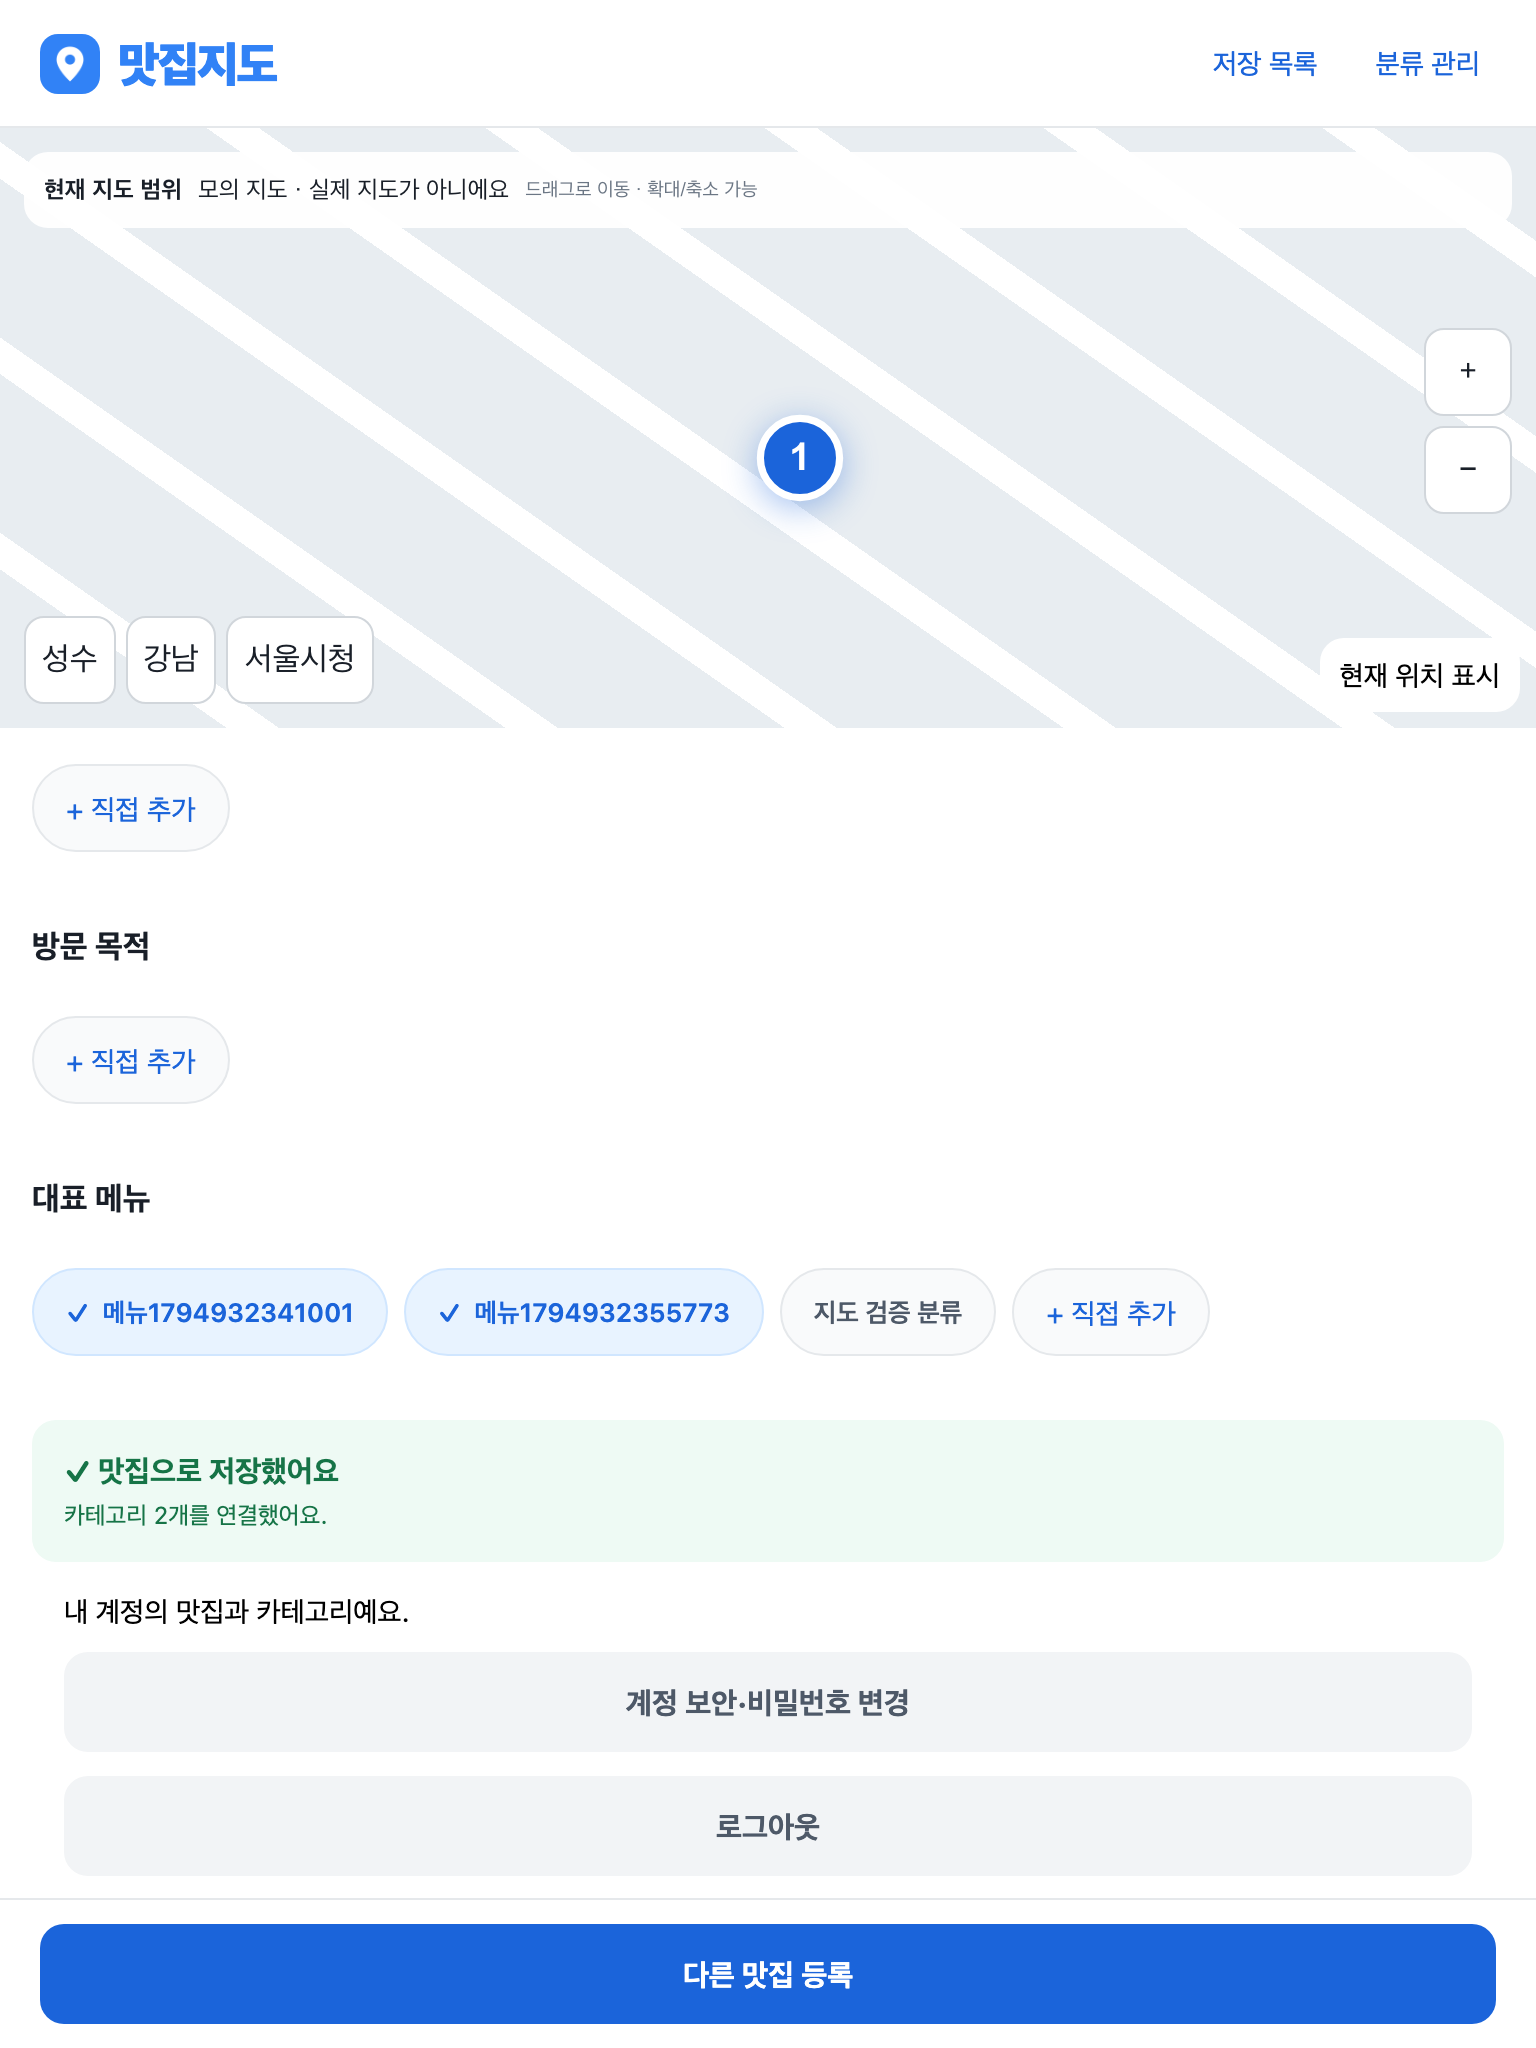 맛집지도
저장 목록 분류 관리
현재 지도 범위 모의 지도 · 실제 지도가 아니에요 드래그로 이동 · 확대/축소 가능
+
1
−
성수 강남 서울시청
현재 위치 표시
+ 직접 추가
방문 목적
+ 직접 추가
대표 메뉴
✓ 메뉴1794932341001 ✓ 메뉴1794932355773 지도 검증 분류 + 직접 추가
✓ 맛집으로 저장했어요
카테고리 2개를 연결했어요.
내 계정의 맛집과 카테고리예요.
계정 보안·비밀번호 변경
로그아웃
다른 맛집 등록